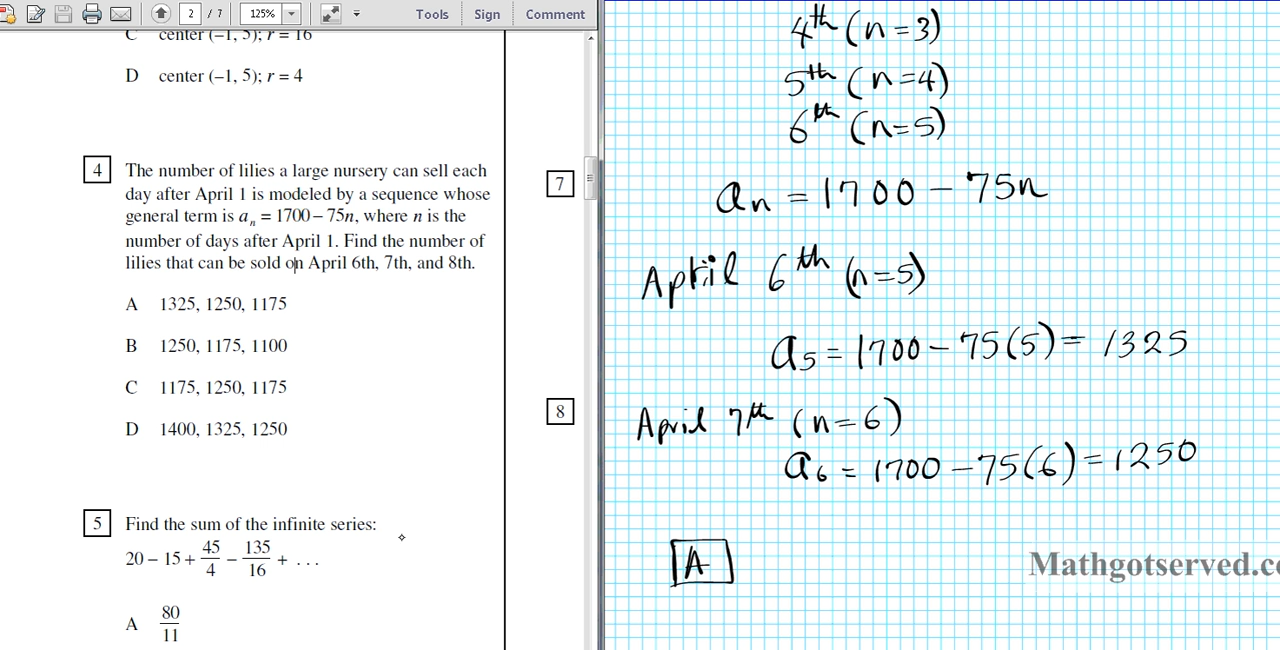 2 / 7 125% Tools Sign Comment
C center (–1, 5); r = 16
D center (–1, 5); r = 4
4 The number of lilies a large nursery can sell each
day after April 1 is modeled by a sequence whose
general term is aₙ = 1700 – 75n, where n is the
number of days after April 1. Find the number of
lilies that can be sold on April 6th, 7th, and 8th.
A 1325, 1250, 1175
B 1250, 1175, 1100
C 1175, 1250, 1175
D 1400, 1325, 1250
5 Find the sum of the infinite series:
20 – 15 + 45/4 – 135/16 + . . .
A 80/11
7
8
4th (n=3)
5th (n=4)
6th (n=5)
aₙ = 1700 – 75n
April 6th (n=5)
a₅ = 1700 – 75(5) = 1325
April 7th (n=6)
a₆ = 1700 – 75(6) = 1250
A
Mathgotserved.c